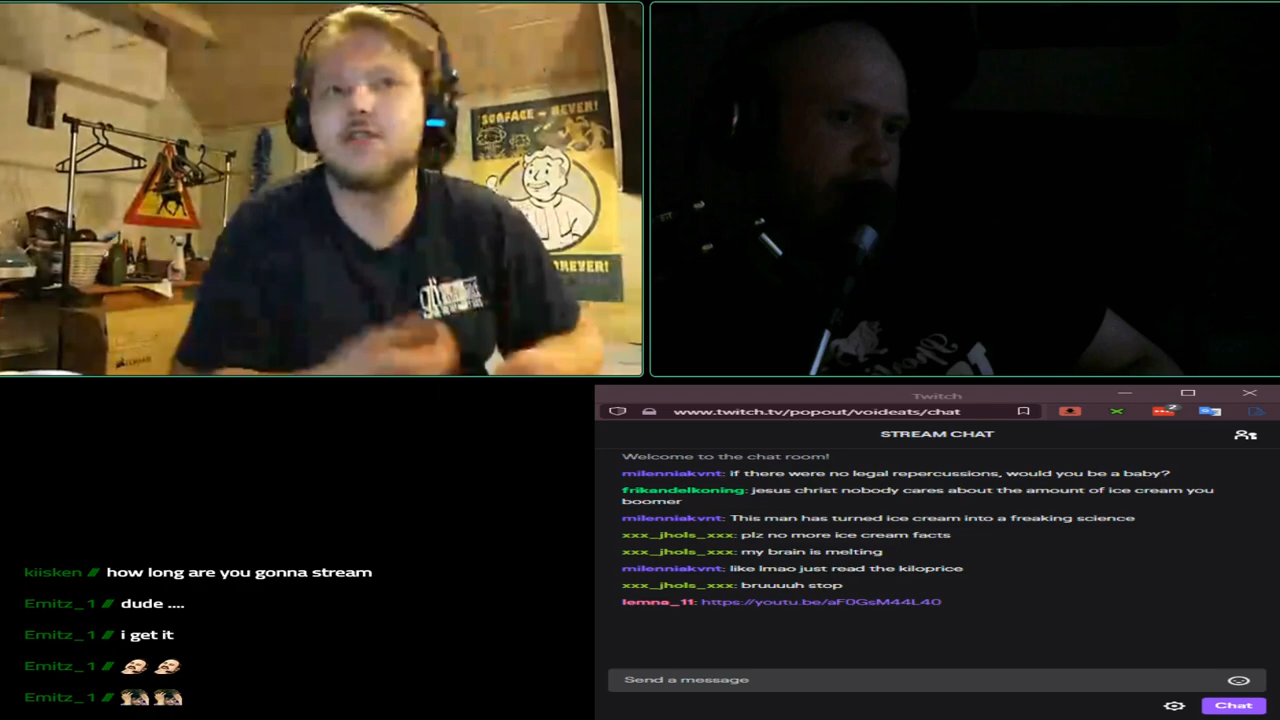 SURFACE - NEVER!
OREVER!
Twitch
www.twitch.tv/popout/voideats/chat
STREAM CHAT
Welcome to the chat room!
milenniakvnt: if there were no legal repercussions, would you be a baby?
frikandelkoning: jesus christ nobody cares about the amount of ice cream you
boomer
milenniakvnt: This man has turned ice cream into a freaking science
xxx_jhols_xxx: plz no more ice cream facts
xxx_jhols_xxx: my brain is melting
milenniakvnt: like lmao just read the kiloprice
xxx_jhols_xxx: bruuuuh stop
lemna_11: https://youtu.be/aF0GsM44L40
Send a message
Chat
kiisken // how long are you gonna stream
Emitz_1 // dude ....
Emitz_1 // i get it
Emitz_1 //
Emitz_1 //